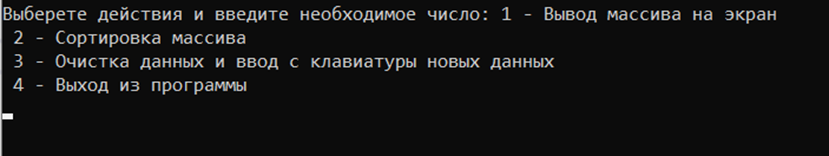 Выберете действия и введите необходимое число: 1 - Вывод массива на экран
2 - Сортировка массива
3 - Очистка данных и ввод с клавиатуры новых данных
4 - Выход из программы